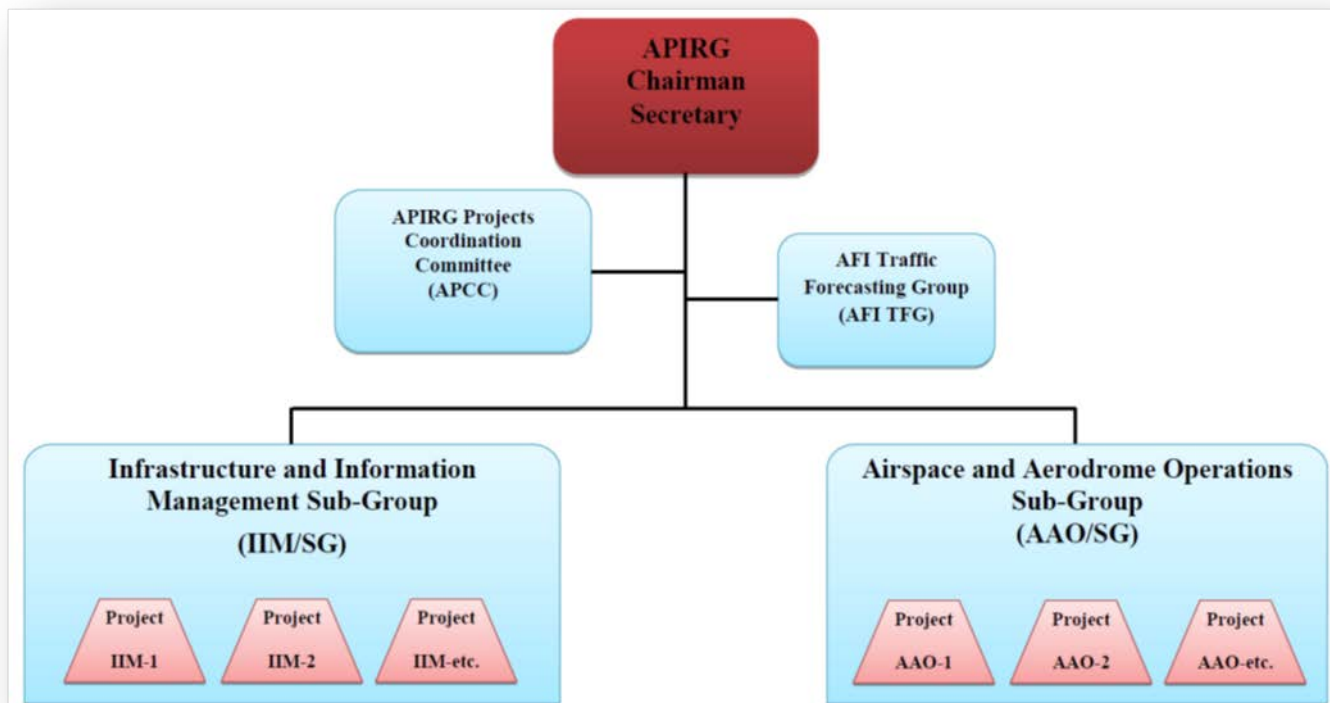 APIRG
Chairman
Secretary
APIRG Projects
Coordination
Committee
(APCC)
AFI Traffic
Forecasting Group
(AFI TFG)
Infrastructure and Information
Management Sub-Group
(IIM/SG)
Project
IIM-1
Project
IIM-2
Project
IIM-etc.
Airspace and Aerodrome Operations
Sub-Group
(AAO/SG)
Project
AAO-1
Project
AAO-2
Project
AAO-etc.